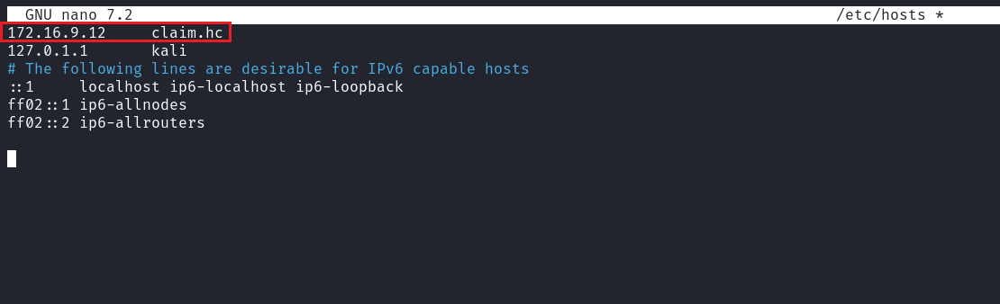 GNU nano 7.2 /etc/hosts *
172.16.9.12 claim.hc
127.0.1.1 kali
# The following lines are desirable for IPv6 capable hosts
::1 localhost ip6-localhost ip6-loopback
ff02::1 ip6-allnodes
ff02::2 ip6-allrouters